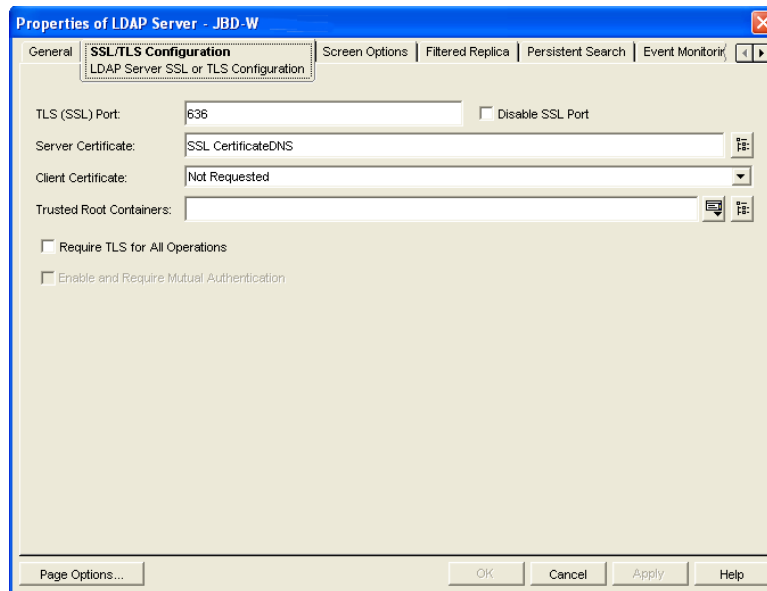 Properties of LDAP Server - JBD-W
General SSL/TLS Configuration Screen Options Filtered Replica Persistent Search Event Monitorin
LDAP Server SSL or TLS Configuration
TLS (SSL) Port: 636 Disable SSL Port
Server Certificate: SSL CertificateDNS
Client Certificate: Not Requested
Trusted Root Containers:
Require TLS for All Operations
Enable and Require Mutual Authentication
Page Options... OK Cancel Apply Help